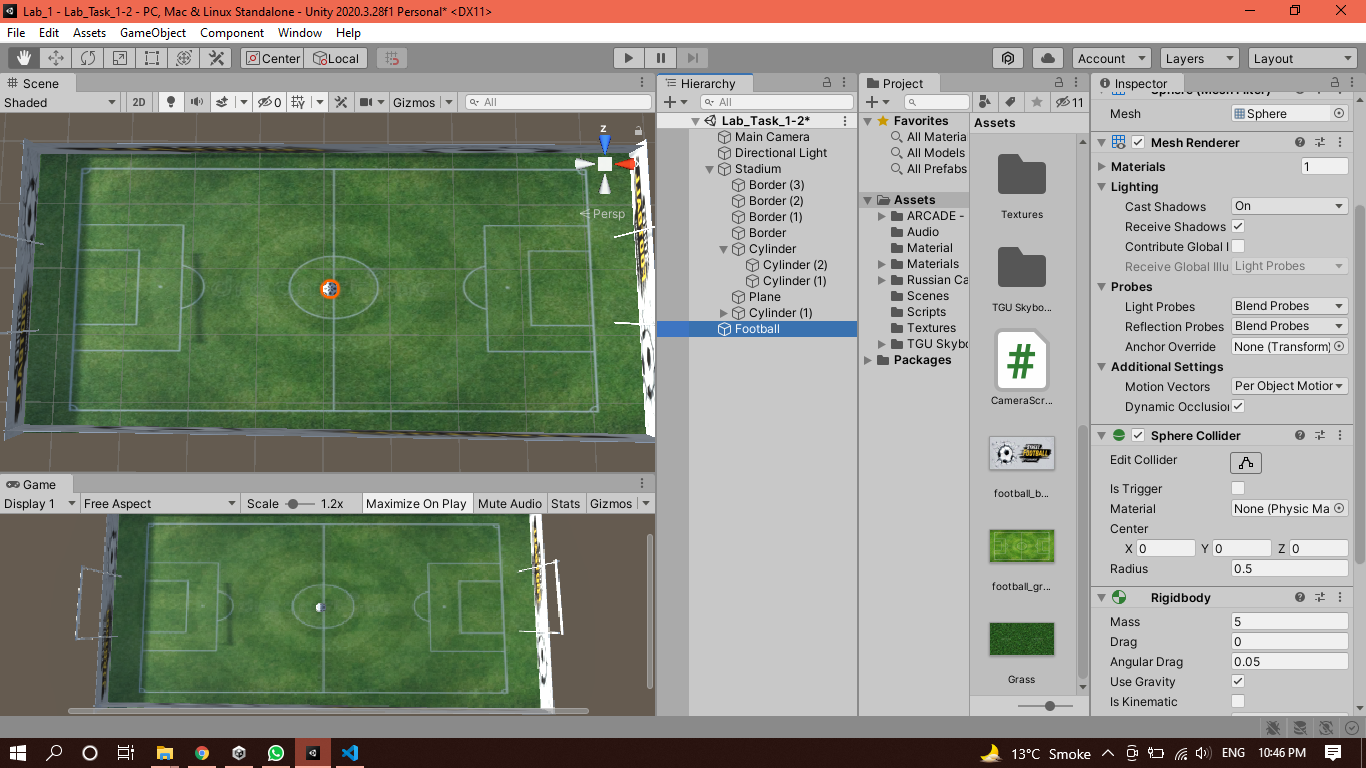 Lab_1 - Lab_Task_1-2 - PC, Mac & Linux Standalone - Unity 2020.3.28f1 Personal* <DX11>
File Edit Assets GameObject Component Window Help
Center Local Account Layers Layout
Scene
Shaded 2D 0 Gizmos All
z
Persp
Game
Display 1 Free Aspect Scale 1.2x Maximize On Play Mute Audio Stats Gizmos
Hierarchy
All
Lab_Task_1-2*
Main Camera
Directional Light
Stadium
Border (3)
Border (2)
Border (1)
Border
Cylinder
Cylinder (2)
Cylinder (1)
Plane
Cylinder (1)
Football
Project
11
Favorites
All Materia
All Models
All Prefabs
Assets
ARCADE -
Audio
Material
Materials
Russian Ca
Scenes
Scripts
Textures
TGU Skybo
Packages
Assets
Textures
TGU Skybo...
#
CameraScr...
FOOTBALL
football_b...
football_gr...
Grass
Inspector
Sphere (Mesh Filter)
Mesh Sphere
Mesh Renderer
Materials 1
Lighting
Cast Shadows On
Receive Shadows
Contribute Global I
Receive Global Illu Light Probes
Probes
Light Probes Blend Probes
Reflection Probes Blend Probes
Anchor Override None (Transform)
Additional Settings
Motion Vectors Per Object Motior
Dynamic Occlusion
Sphere Collider
Edit Collider
Is Trigger
Material None (Physic Ma
Center
X 0 Y 0 Z 0
Radius 0.5
Rigidbody
Mass 5
Drag 0
Angular Drag 0.05
Use Gravity
Is Kinematic
13°C Smoke ENG 10:46 PM